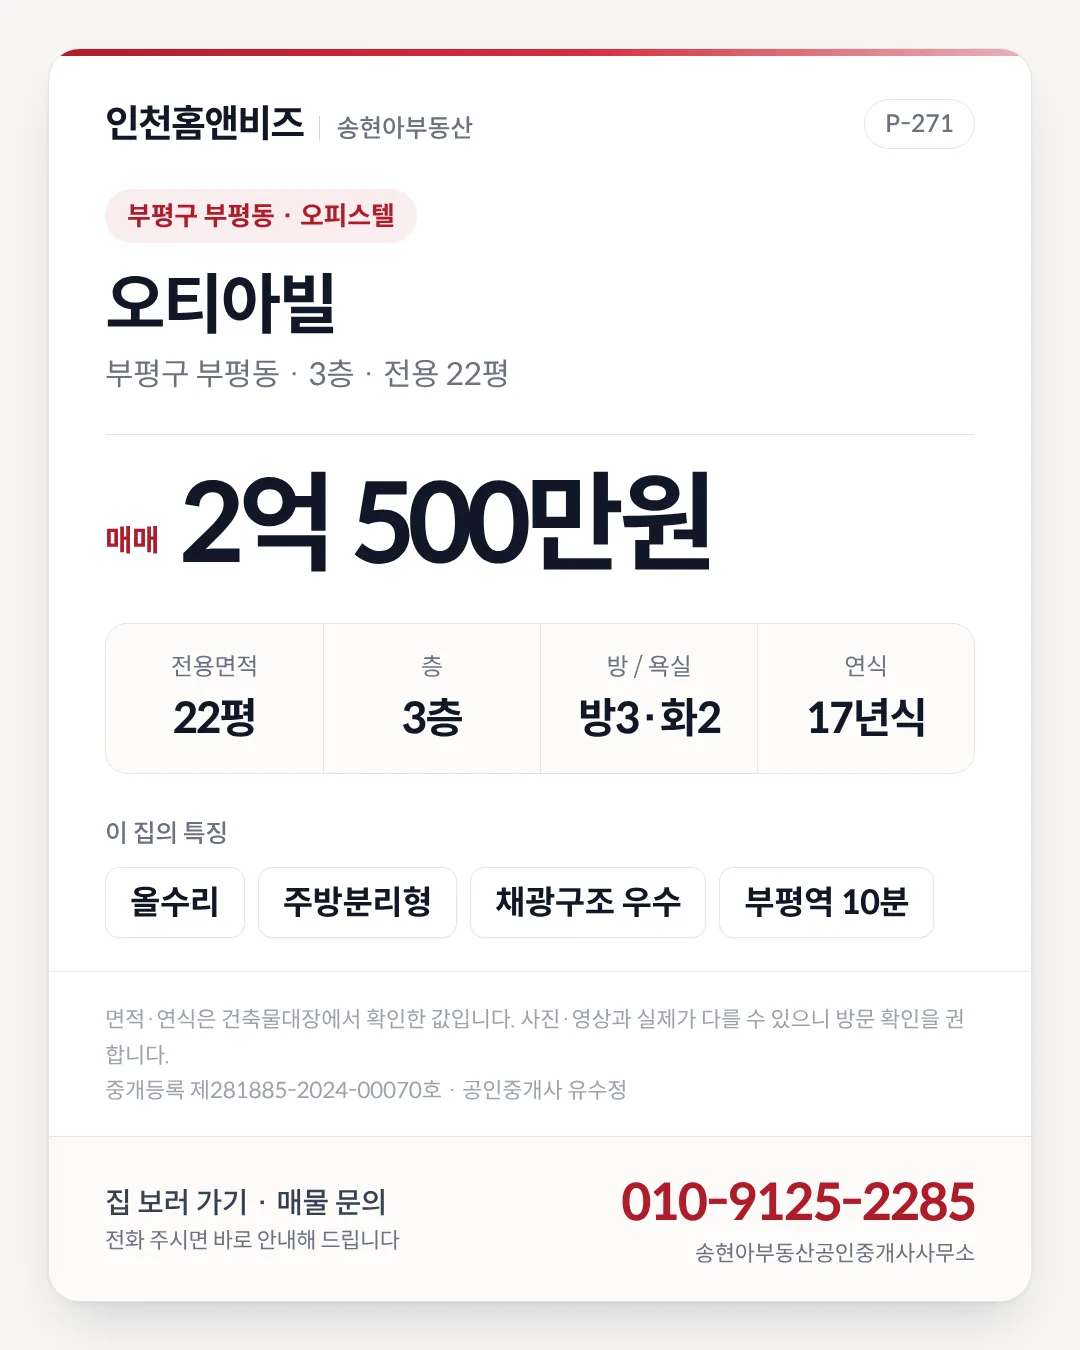 인천홈앤비즈 | 송현아부동산
P-271
부평구 부평동 · 오피스텔
오티아빌
부평구 부평동 · 3층 · 전용 22평
매매 2억 500만원
전용면적
22평
층
3층
방 / 욕실
방3·화2
연식
17년식
이 집의 특징
올수리
주방분리형
채광구조 우수
부평역 10분
면적·연식은 건축물대장에서 확인한 값입니다. 사진·영상과 실제가 다를 수 있으니 방문 확인을 권
합니다.
중개등록 제281885-2024-00070호 · 공인중개사 유수정
집 보러 가기 · 매물 문의
전화 주시면 바로 안내해 드립니다
010-9125-2285
송현아부동산공인중개사사무소